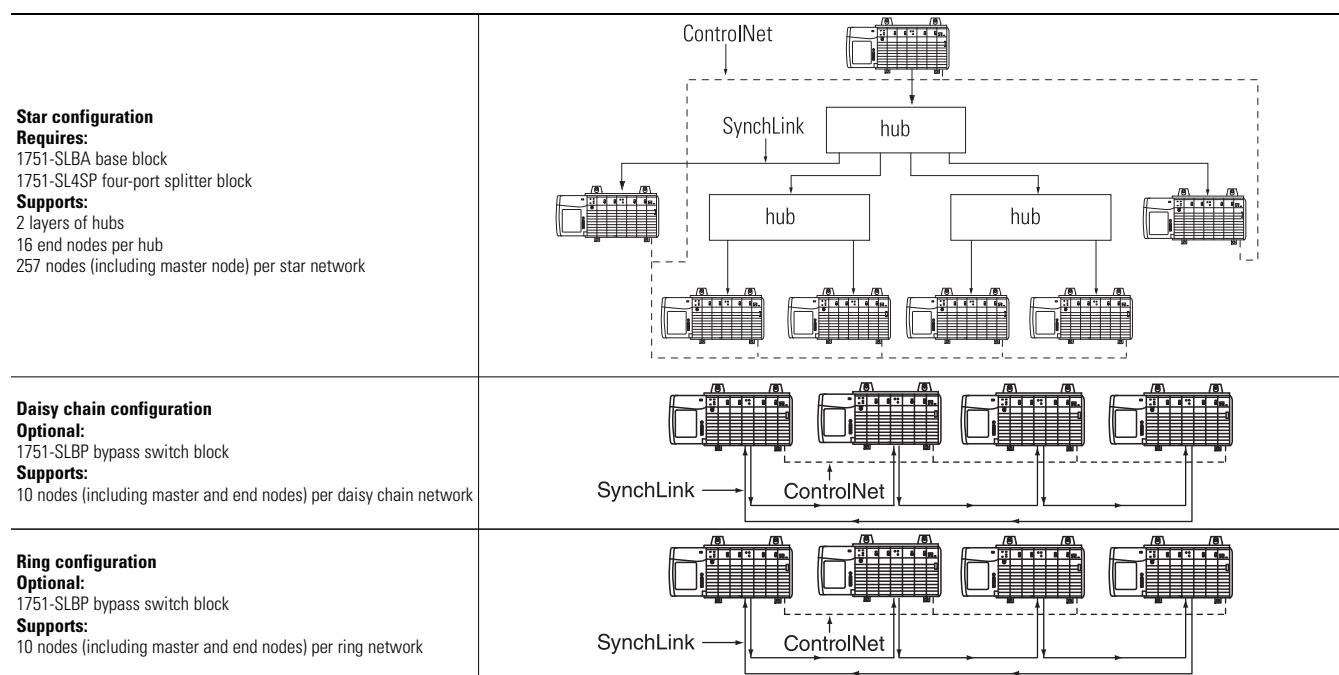 Star configuration
Requires:
1751-SLBA base block
1751-SL4SP four-port splitter block
Supports:
2 layers of hubs
16 end nodes per hub
257 nodes (including master node) per star network
ControlNet
SynchLink
hub
hub
hub
Daisy chain configuration
Optional:
1751-SLBP bypass switch block
Supports:
10 nodes (including master and end nodes) per daisy chain network
SynchLink
ControlNet
Ring configuration
Optional:
1751-SLBP bypass switch block
Supports:
10 nodes (including master and end nodes) per ring network
SynchLink
ControlNet